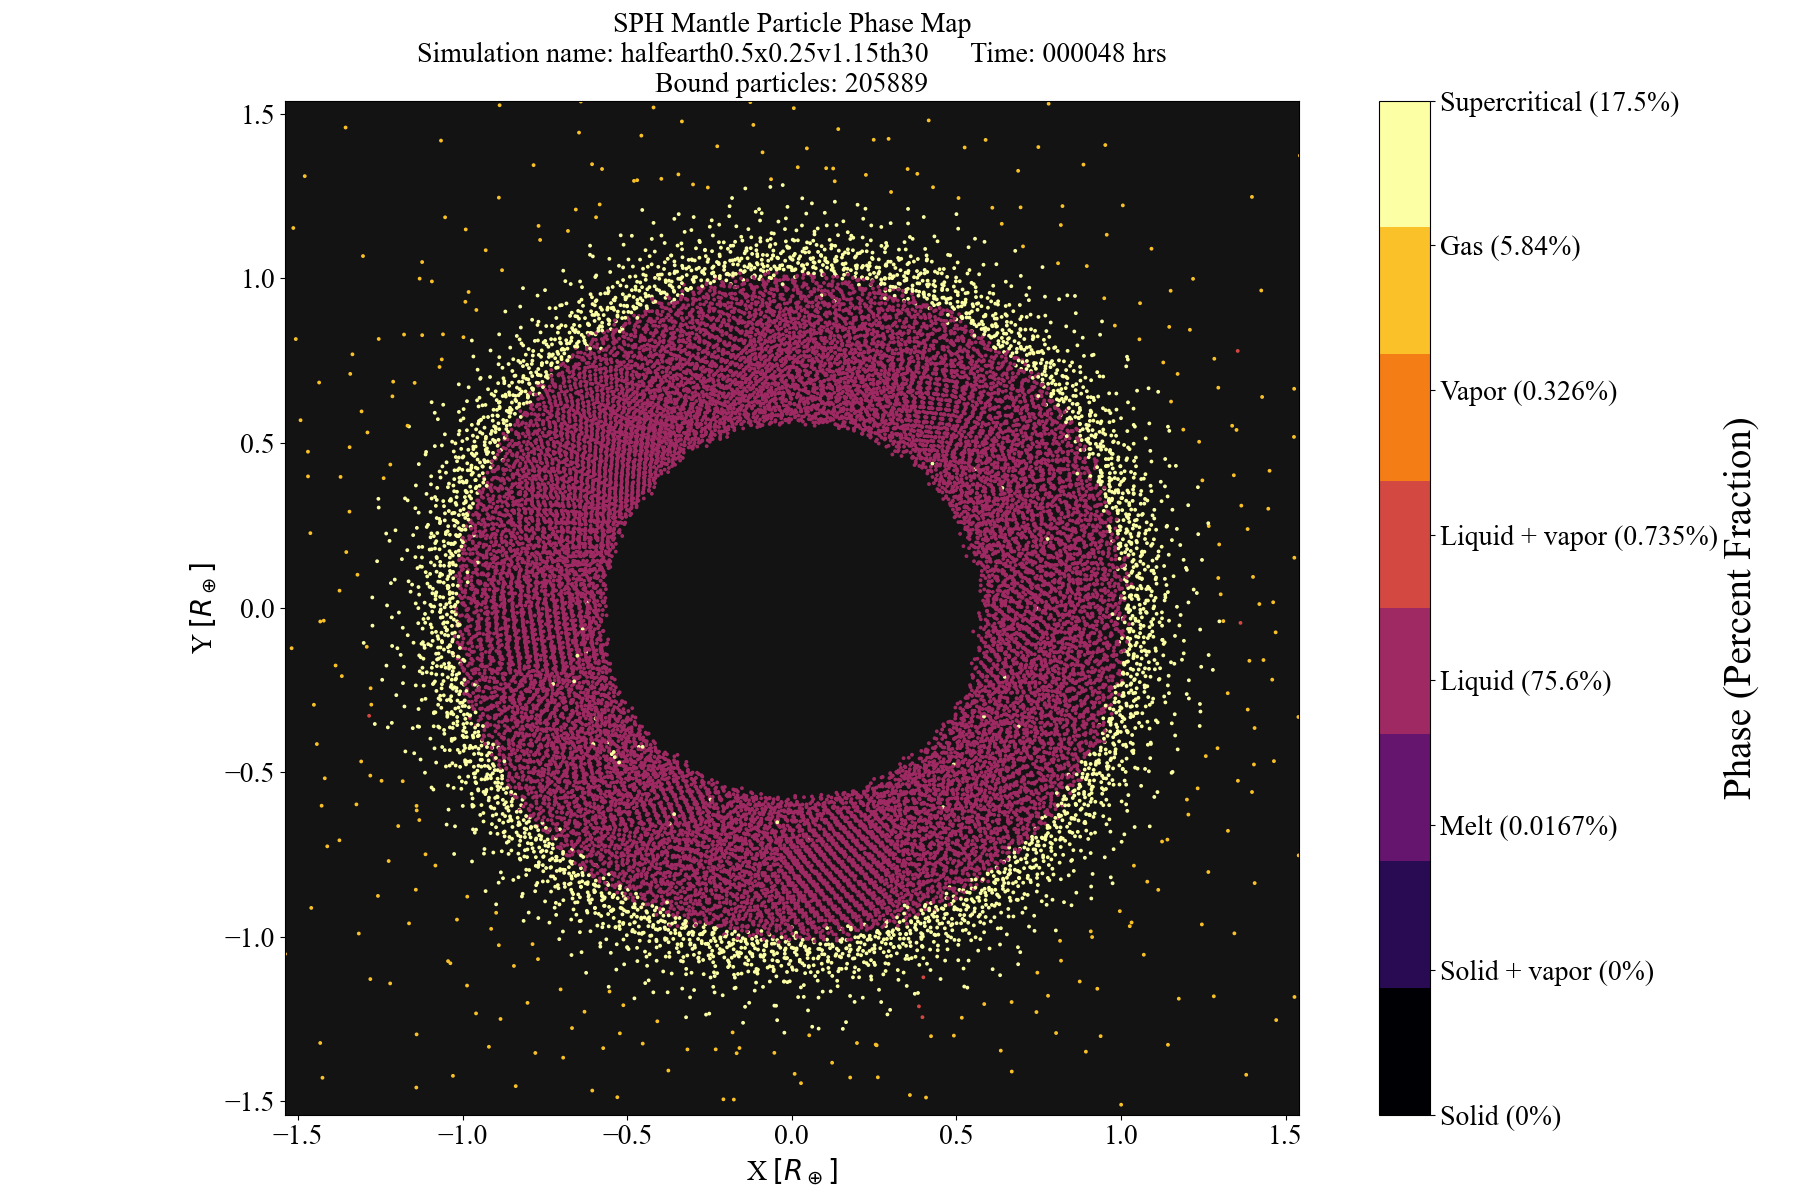 SPH Mantle Particle Phase Map
Simulation name: halfearth0.5x0.25v1.15th30 Time: 000048 hrs
Bound particles: 205889
1.5
1.0
0.5
0.0
−0.5
−1.0
−1.5
Y [R⊕]
−1.5 −1.0 −0.5 0.0 0.5 1.0 1.5
X [R⊕]
Supercritical (17.5%)
Gas (5.84%)
Vapor (0.326%)
Liquid + vapor (0.735%)
Liquid (75.6%)
Melt (0.0167%)
Solid + vapor (0%)
Solid (0%)
Phase (Percent Fraction)